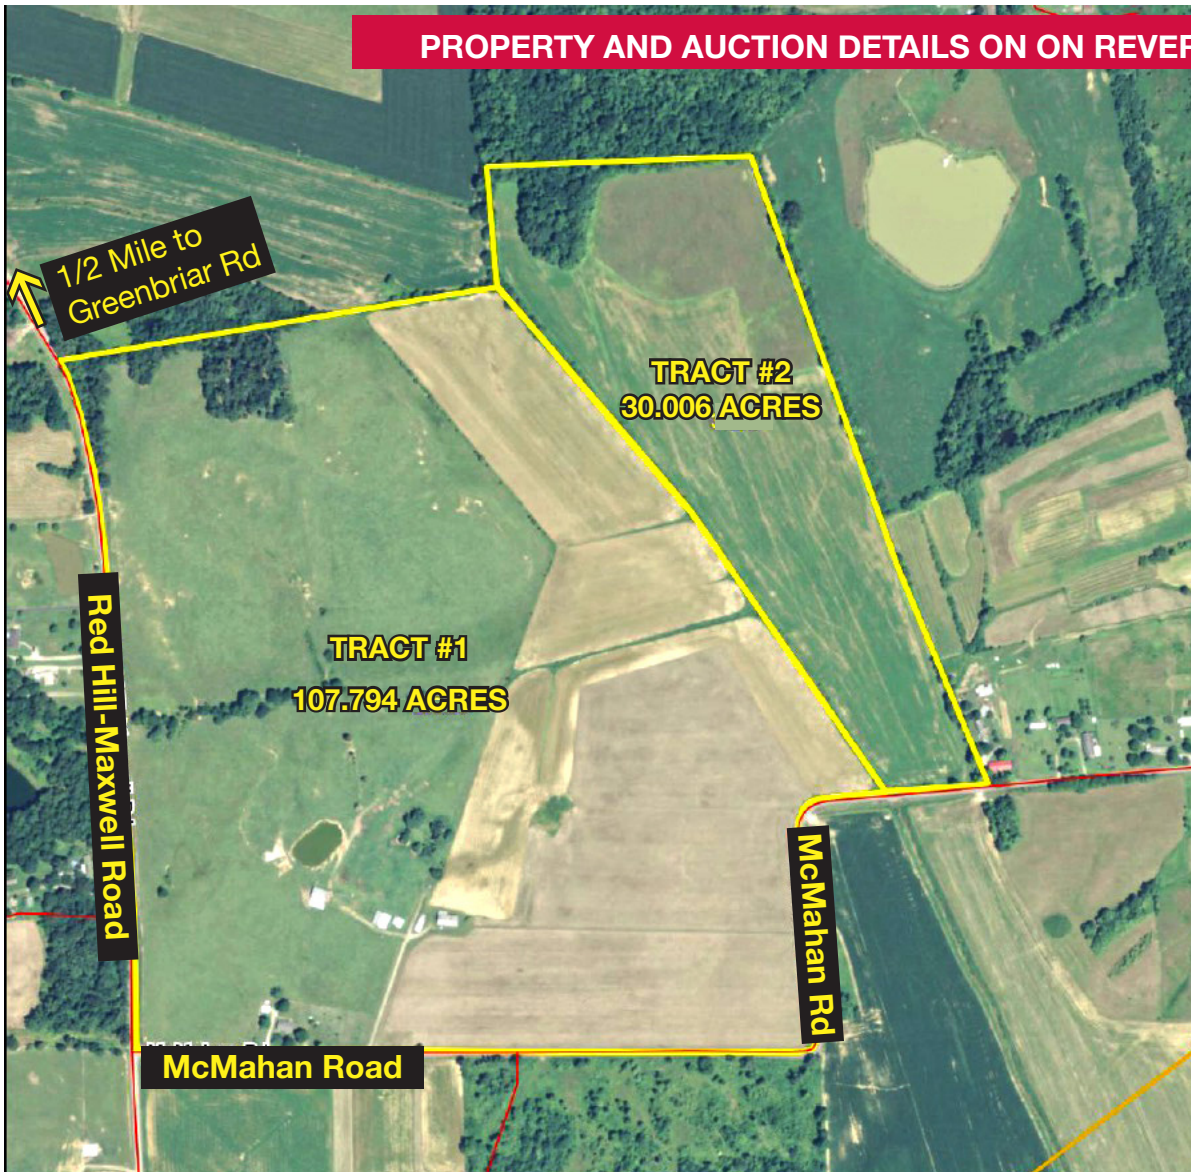 PROPERTY AND AUCTION DETAILS ON ON
1/2 Mile to
Greenbriar Rd
TRACT #2
30.006 ACRES
TRACT #1
107.794 ACRES
Red Hill-Maxwell Road
McMahan Rd
McMahan Road